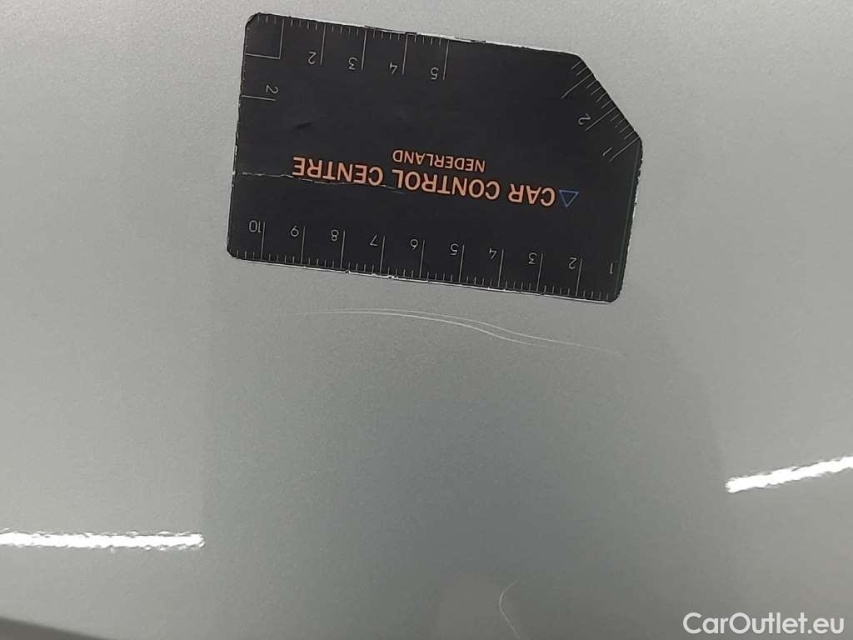 CAR CONTROL CENTRE
NEDERLAND
1 2 3 4 5 6 7 8 9 10
5 4 3 2
2
1 2
CarOutlet.eu